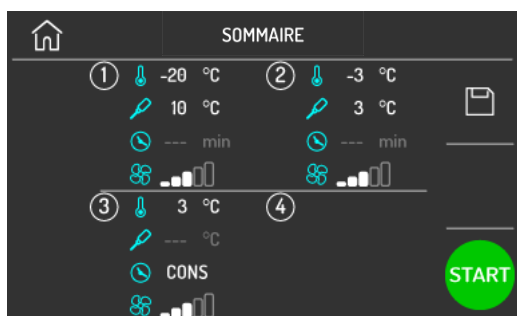 SOMMAIRE
1 -20 °C 2 -3 °C
10 °C 3 °C
--- min --- min
3 3 °C 4
--- °C
CONS
START